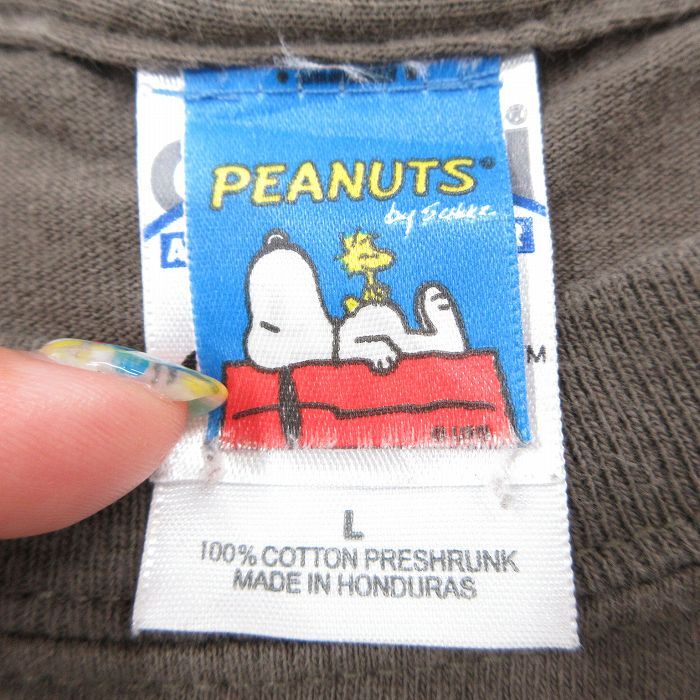 PEANUTS
by Schulz
L
100% COTTON PRESHRUNK
MADE IN HONDURAS